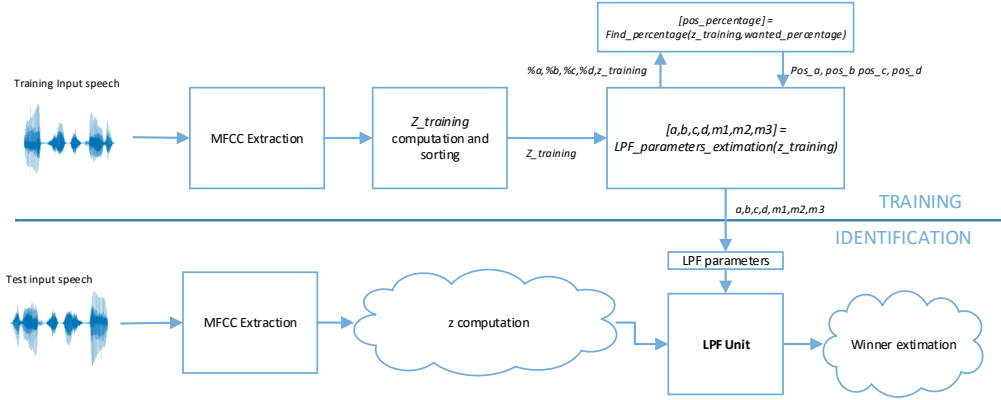 [pos_percentage] =
Find_percentage(z_training,wanted_percentage)
%a,%b,%c,%d,z_training
Pos_a, pos_b pos_c, pos_d
Training Input speech
MFCC Extraction
Z_training
computation and
sorting
Z_training
[a,b,c,d,m1,m2,m3] =
LPF_parameters_extimation(z_training)
a,b,c,d,m1,m2,m3
TRAINING
IDENTIFICATION
Test input speech
LPF parameters
MFCC Extraction
z computation
LPF Unit
Winner extimation